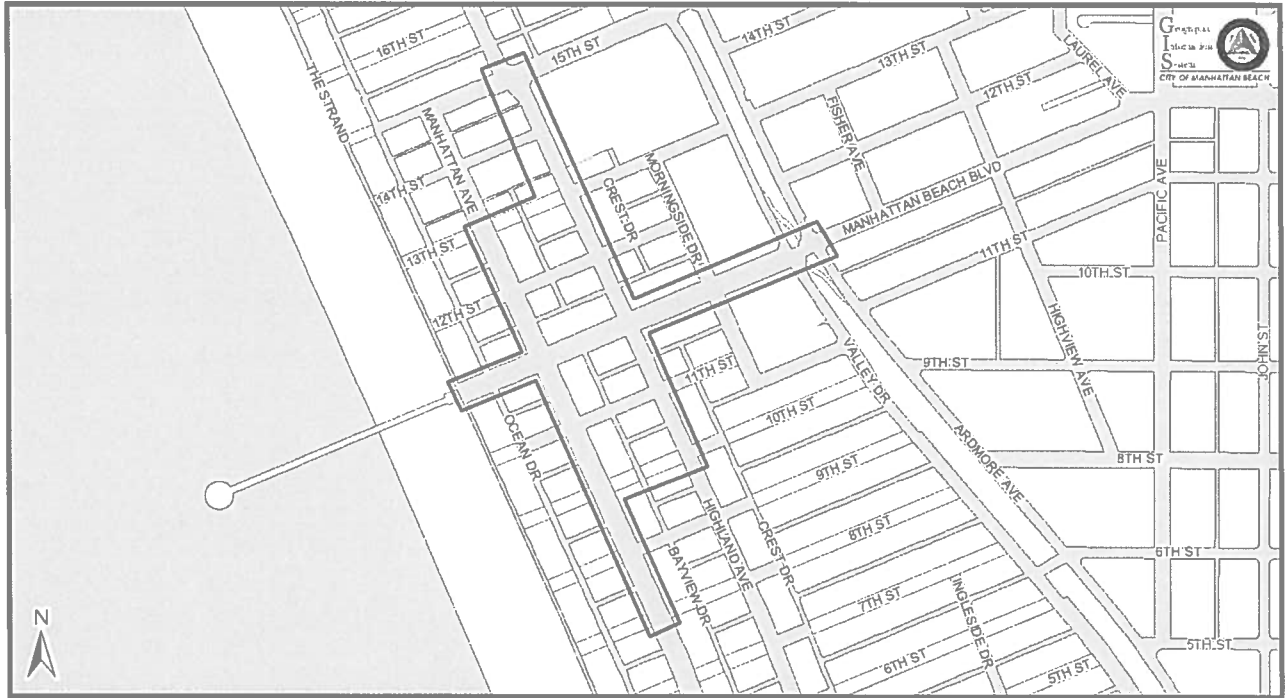 16TH ST
15TH ST
14TH ST
13TH ST
12TH ST
LAUREL AVE
G
I
S
CITY OF MANHATTAN BEACH
THE STRAND
MANHATTAN AVE
FISHER AVE
14TH ST
CREST DR
MORNINGSIDE DR
MANHATTAN BEACH BLVD
PACIFIC AVE
13TH ST
11TH ST
10TH ST
12TH ST
HIGHVIEW AVE
JOHN ST
11TH ST
VALLEY DR
9TH ST
10TH ST
OCEAN DR
ARDMORE AVE
8TH ST
9TH ST
HIGHLAND AVE
CREST DR
8TH ST
BAYVIEW DR
6TH ST
7TH ST
INGLESIDE DR
N
6TH ST
5TH ST
5TH ST